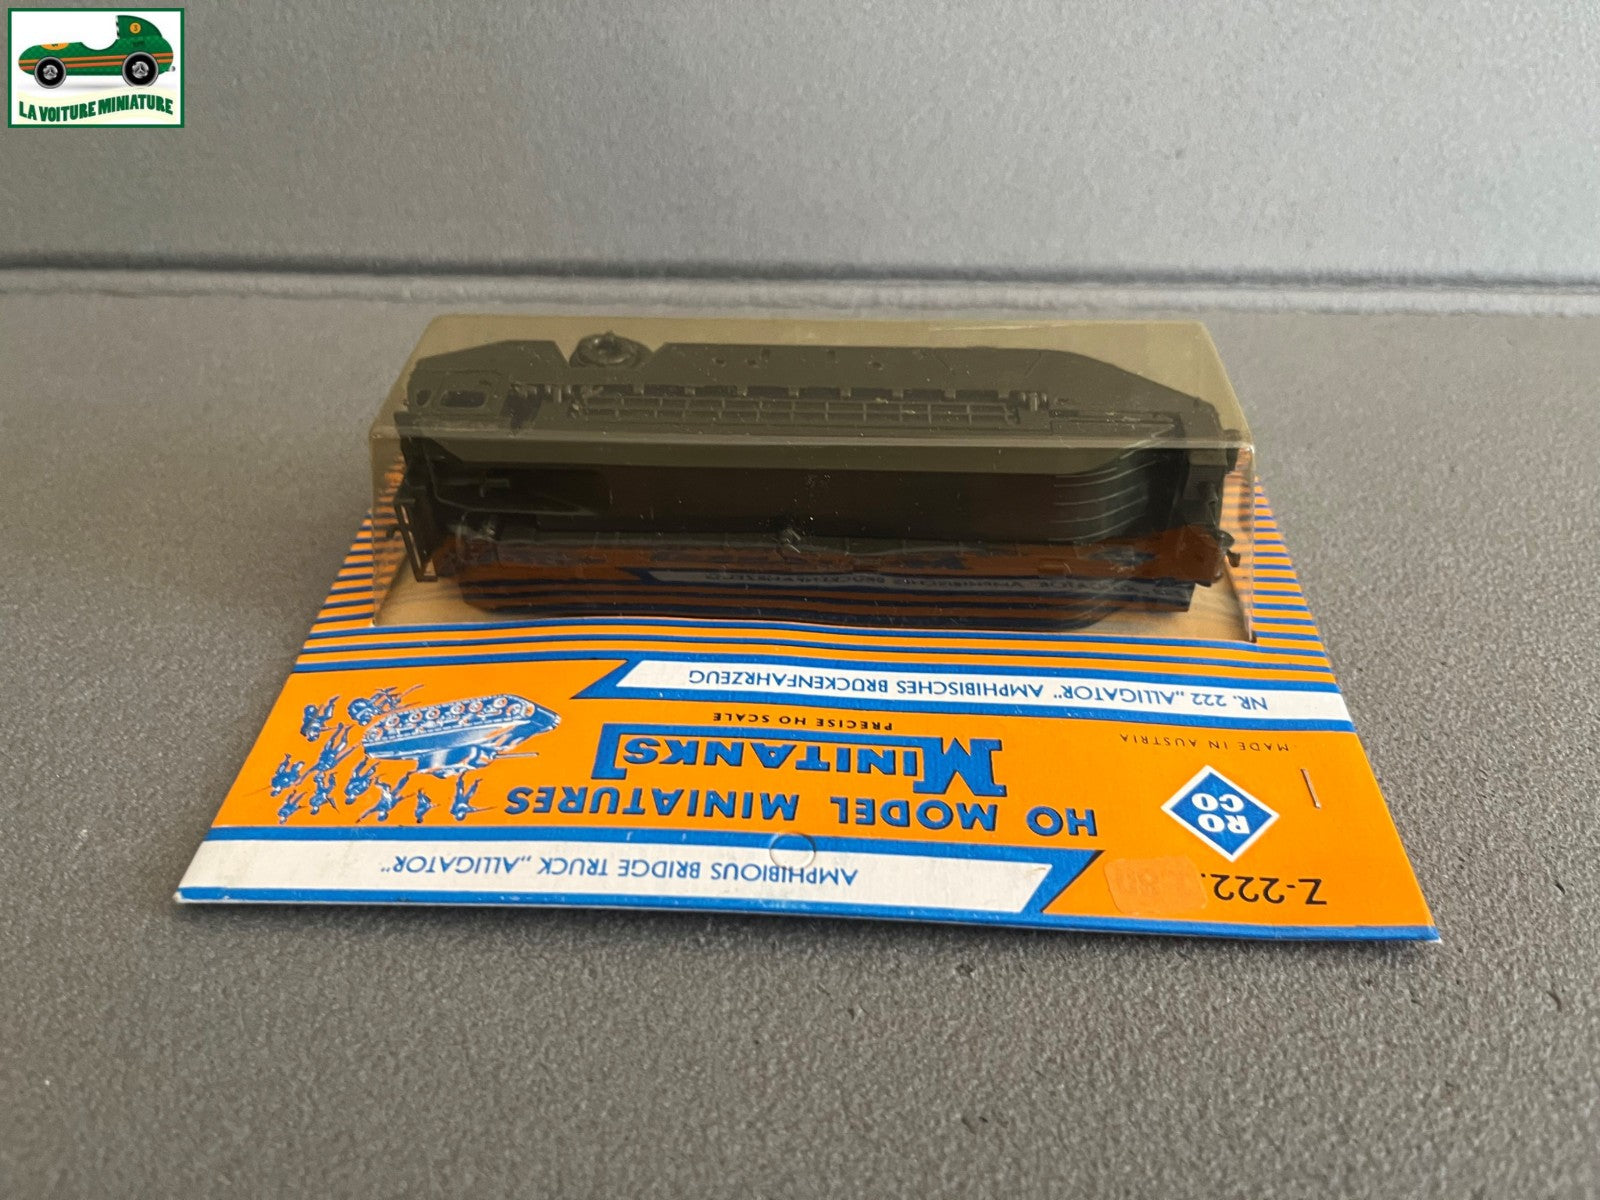 LA VOITURE MINIATURE
Z-222.
AMPHIBIOUS BRIDGE TRUCK „ALLIGATOR"
RO
CO
HO MODEL MINIATURES
MINITANKS
PRECISE HO SCALE
MADE IN AUSTRIA
NR. 222 „ALLIGATOR" AMPHIBISCHES BRÜCKENFAHRZEUG